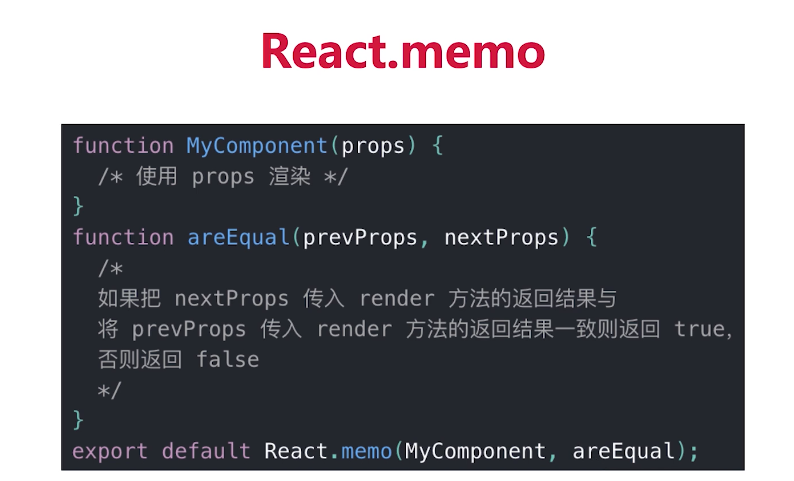 React.memo
function MyComponent(props) {
  /* 使用 props 渲染 */
}
function areEqual(prevProps, nextProps) {
  /*
  如果把 nextProps 传入 render 方法的返回结果与
  将 prevProps 传入 render 方法的返回结果一致则返回 true，
  否则返回 false
  */
}
export default React.memo(MyComponent, areEqual);